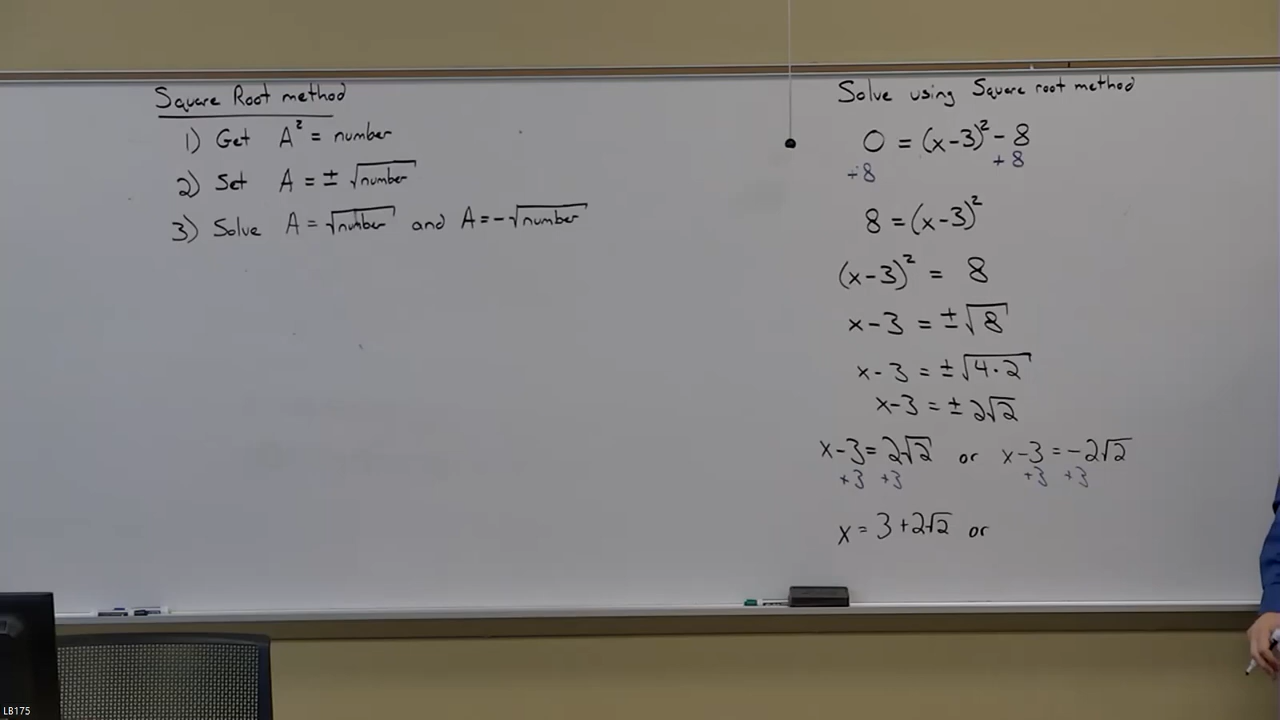 Square Root method
1) Get A² = number
2) Set A = ± √number
3) Solve A = √number and A = -√number
Solve using Square root method
0 = (x-3)² - 8
+8 +8
8 = (x-3)²
(x-3)² = 8
x-3 = ±√8
x-3 = ±√4·2
x-3 = ±2√2
x-3 = 2√2 or x-3 = -2√2
+3 +3 +3 +3
x = 3+2√2 or
LB175